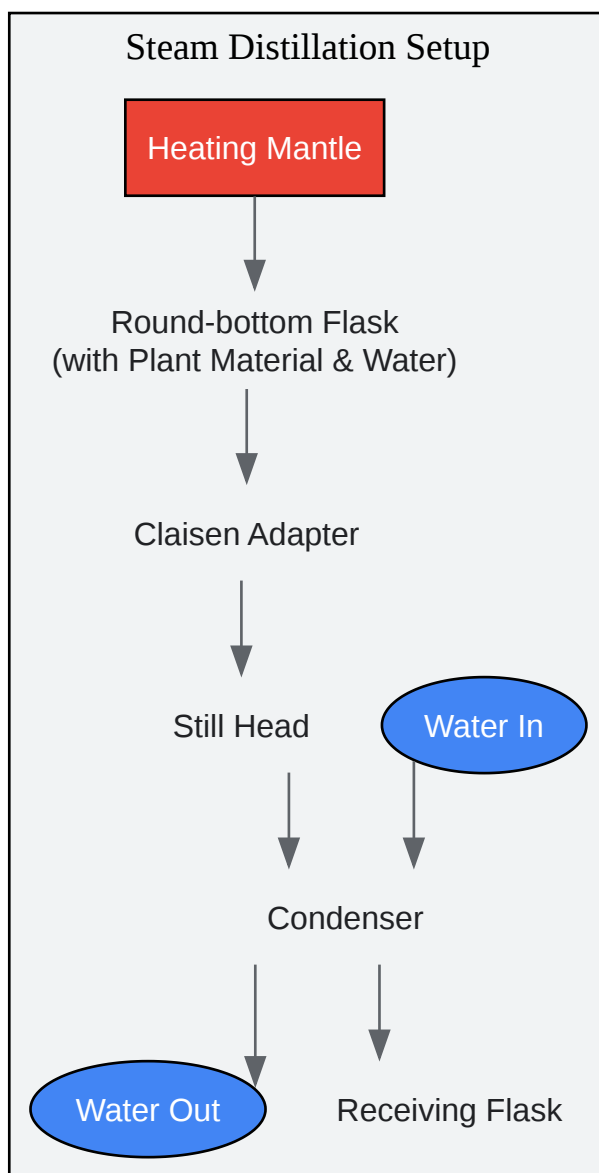 Steam Distillation Setup
Heating Mantle
Round-bottom Flask
(with Plant Material & Water)
Claisen Adapter
Still Head
Water In
Condenser
Water Out
Receiving Flask